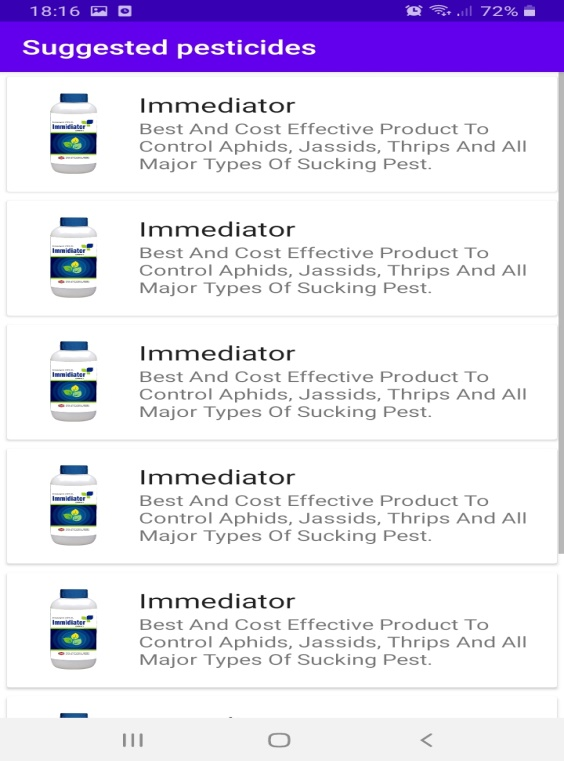 18:16
72%
Suggested pesticides
Immediator
Best And Cost Effective Product To
Control Aphids, Jassids, Thrips And All
Major Types Of Sucking Pest.
Immidiator
Immediator
Best And Cost Effective Product To
Control Aphids, Jassids, Thrips And All
Major Types Of Sucking Pest.
Immidiator
Immediator
Best And Cost Effective Product To
Control Aphids, Jassids, Thrips And All
Major Types Of Sucking Pest.
Immidiator
Immediator
Best And Cost Effective Product To
Control Aphids, Jassids, Thrips And All
Major Types Of Sucking Pest.
Immidiator
Immediator
Best And Cost Effective Product To
Control Aphids, Jassids, Thrips And All
Major Types Of Sucking Pest.
Immidiator